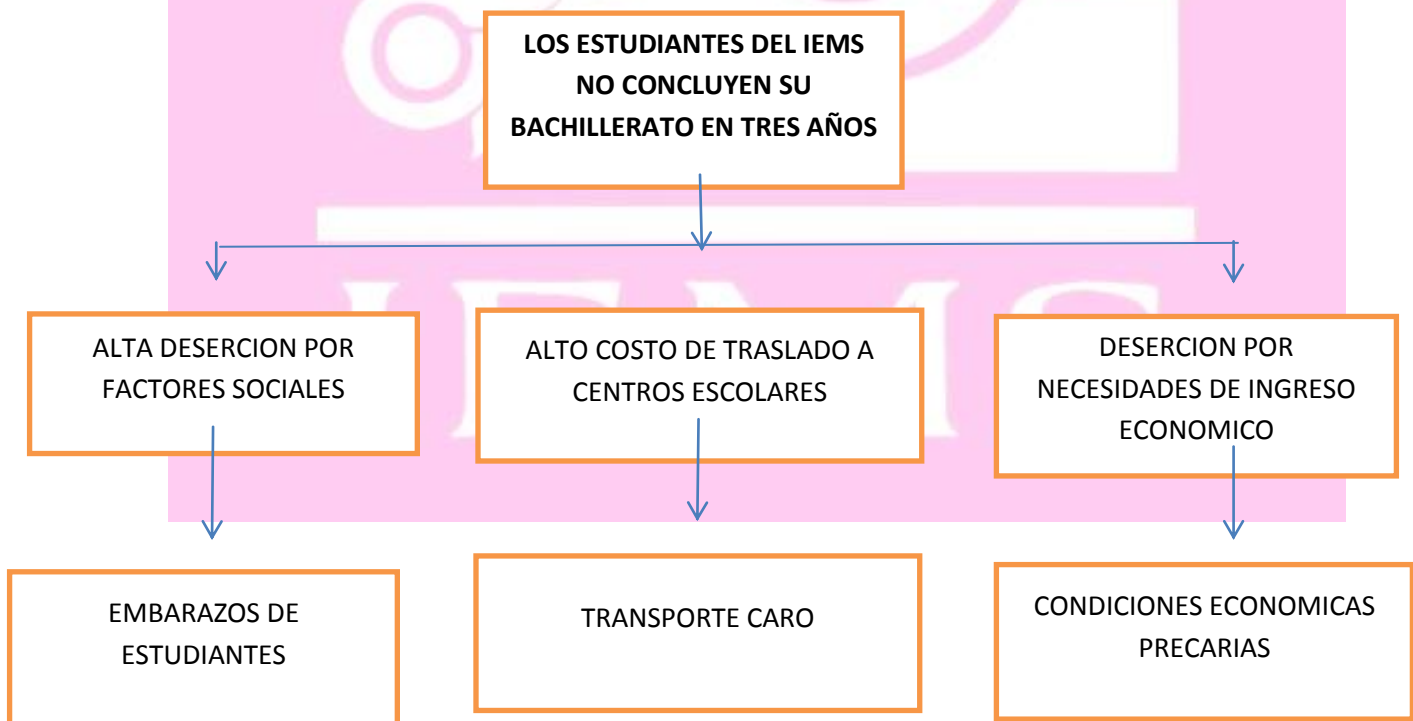 LOS ESTUDIANTES DEL IEMS
NO CONCLUYEN SU
BACHILLERATO EN TRES AÑOS
IEMS
ALTA DESERCION POR
FACTORES SOCIALES
ALTO COSTO DE TRASLADO A
CENTROS ESCOLARES
DESERCION POR
NECESIDADES DE INGRESO
ECONOMICO
EMBARAZOS DE
ESTUDIANTES
TRANSPORTE CARO
CONDICIONES ECONOMICAS
PRECARIAS